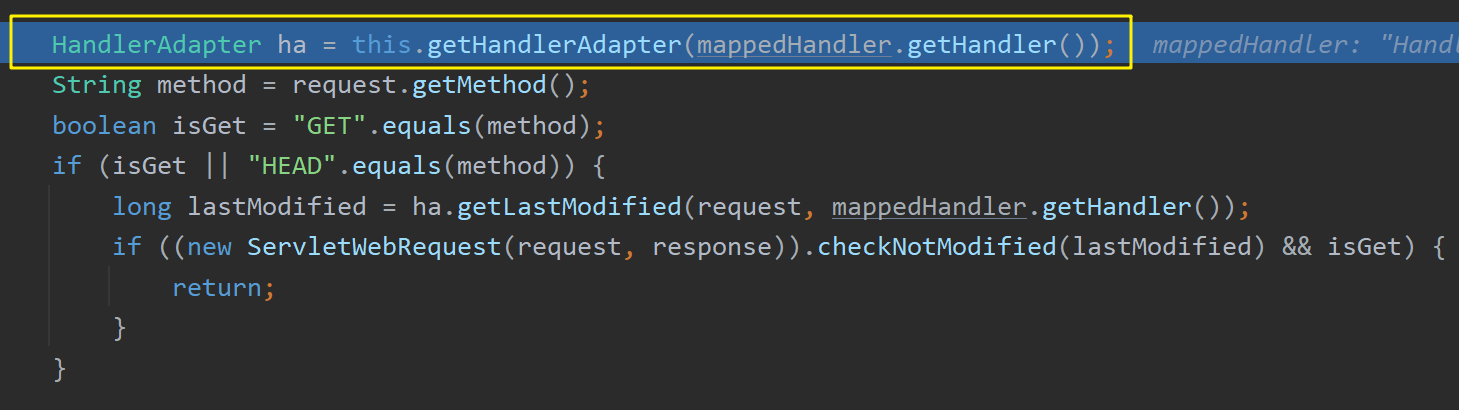 HandlerAdapter ha = this.getHandlerAdapter(mappedHandler.getHandler()); mappedHandler:
String method = request.getMethod();
boolean isGet = "GET".equals(method);
if (isGet || "HEAD".equals(method)) {
long lastModified = ha.getLastModified(request, mappedHandler.getHandler());
if ((new ServletWebRequest(request, response)).checkNotModified(lastModified) && isGet) {
return;
}
}